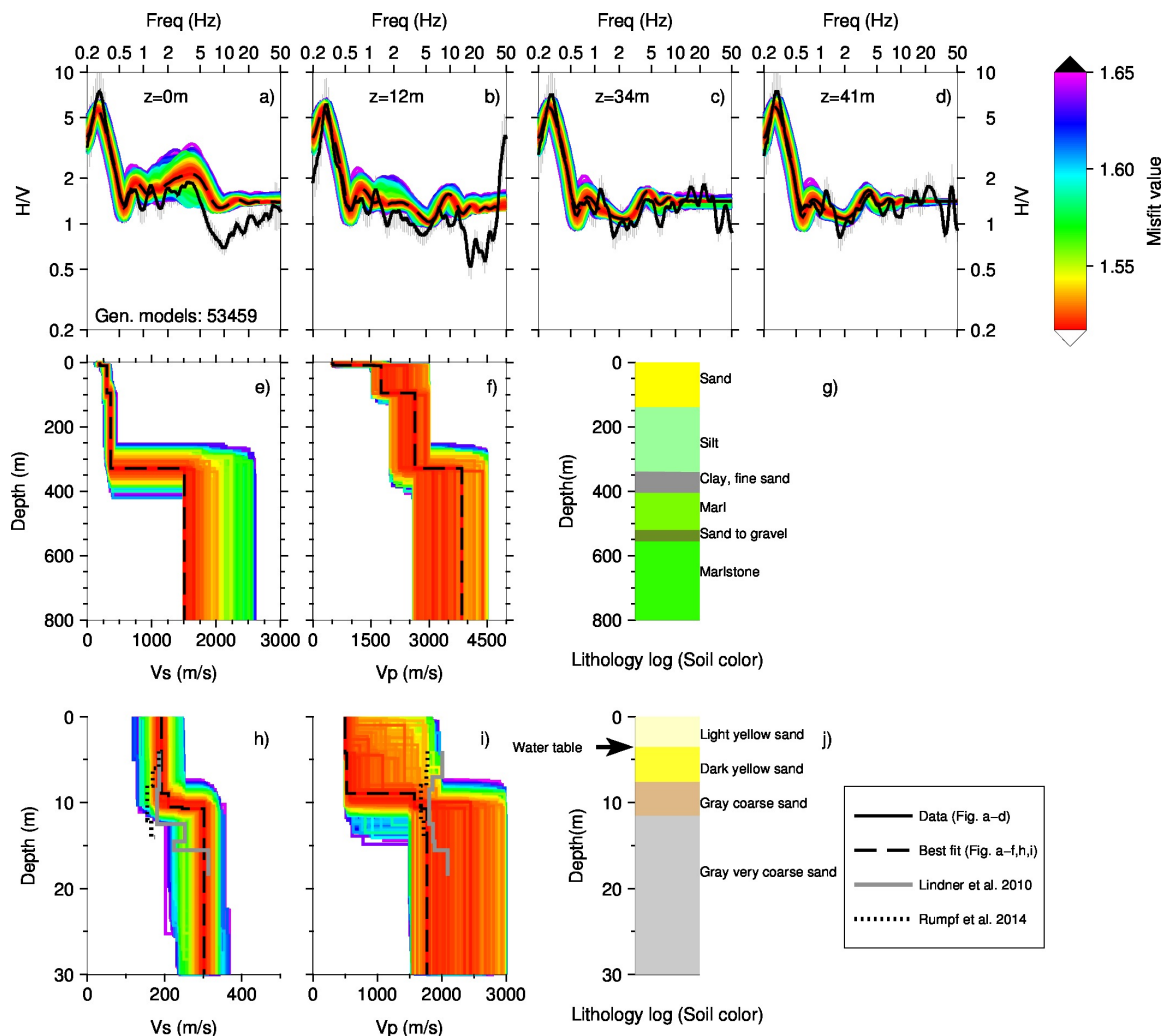 Freq (Hz) Freq (Hz) Freq (Hz) Freq (Hz)
0.2 0.5 1 2 5 10 20 50 0.2 0.5 1 2 5 10 20 50 0.2 0.5 1 2 5 10 20 50 0.2 0.5 1 2 5 10 20 50
10 z=0m a) z=12m b) z=34m c) z=41m d) 10 1.65
5 5
2 2
1.60
H/V H/V Misfit value
1 1
1.55
0.5 0.5
Gen. models: 53459
0.2 0.2
0 e) f) 0 Sand g)
200 200 Silt
Depth (m) Depth(m)
400 400 Clay, fine sand
Marl
Sand to gravel
600 600 Marlstone
800 800
0 1000 2000 3000 0 1500 3000 4500
Vs (m/s) Vp (m/s) Lithology log (Soil color)
0 h) i) 0 Light yellow sand j)
Water table
Dark yellow sand
10 10 Gray coarse sand
Depth (m) Depth(m)
Gray very coarse sand
20 20
30 30
0 200 400 0 1000 2000 3000
Vs (m/s) Vp (m/s) Lithology log (Soil color)
Data (Fig. a-d)
Best fit (Fig. a-f,h,i)
Lindner et al. 2010
Rumpf et al. 2014